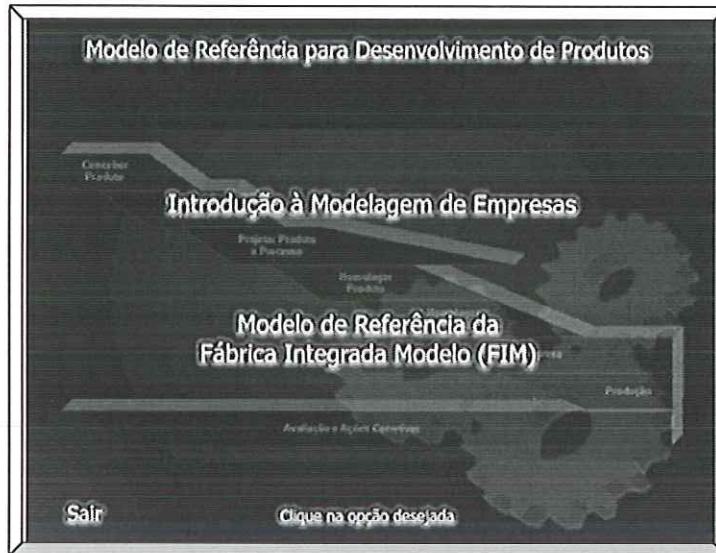 Modelo de Referência para Desenvolvimento de Produtos
Conceber
Produto
Introdução à Modelagem de Empresas
Projetar Produto
e Processo
Homologar
Produto
Modelo de Referência da
Fábrica Integrada Modelo (FIM)
Produção
Avaliação e Ações Corretivas
Sair
Clique na opção desejada